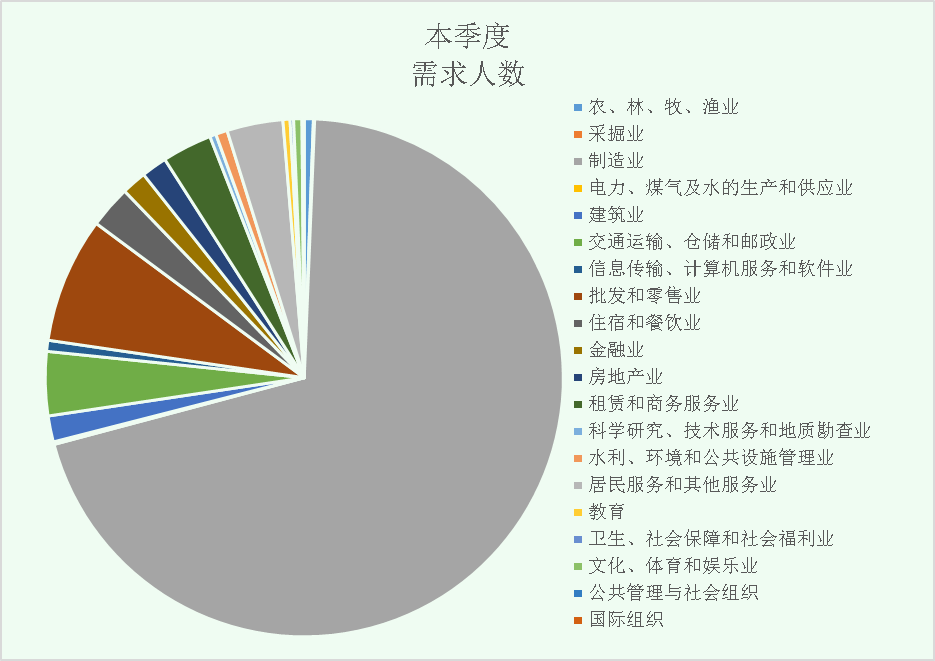 本季度
需求人数
农、林、牧、渔业
采掘业
制造业
电力、煤气及水的生产和供应业
建筑业
交通运输、仓储和邮政业
信息传输、计算机服务和软件业
批发和零售业
住宿和餐饮业
金融业
房地产业
租赁和商务服务业
科学研究、技术服务和地质勘查业
水利、环境和公共设施管理业
居民服务和其他服务业
教育
卫生、社会保障和社会福利业
文化、体育和娱乐业
公共管理与社会组织
国际组织